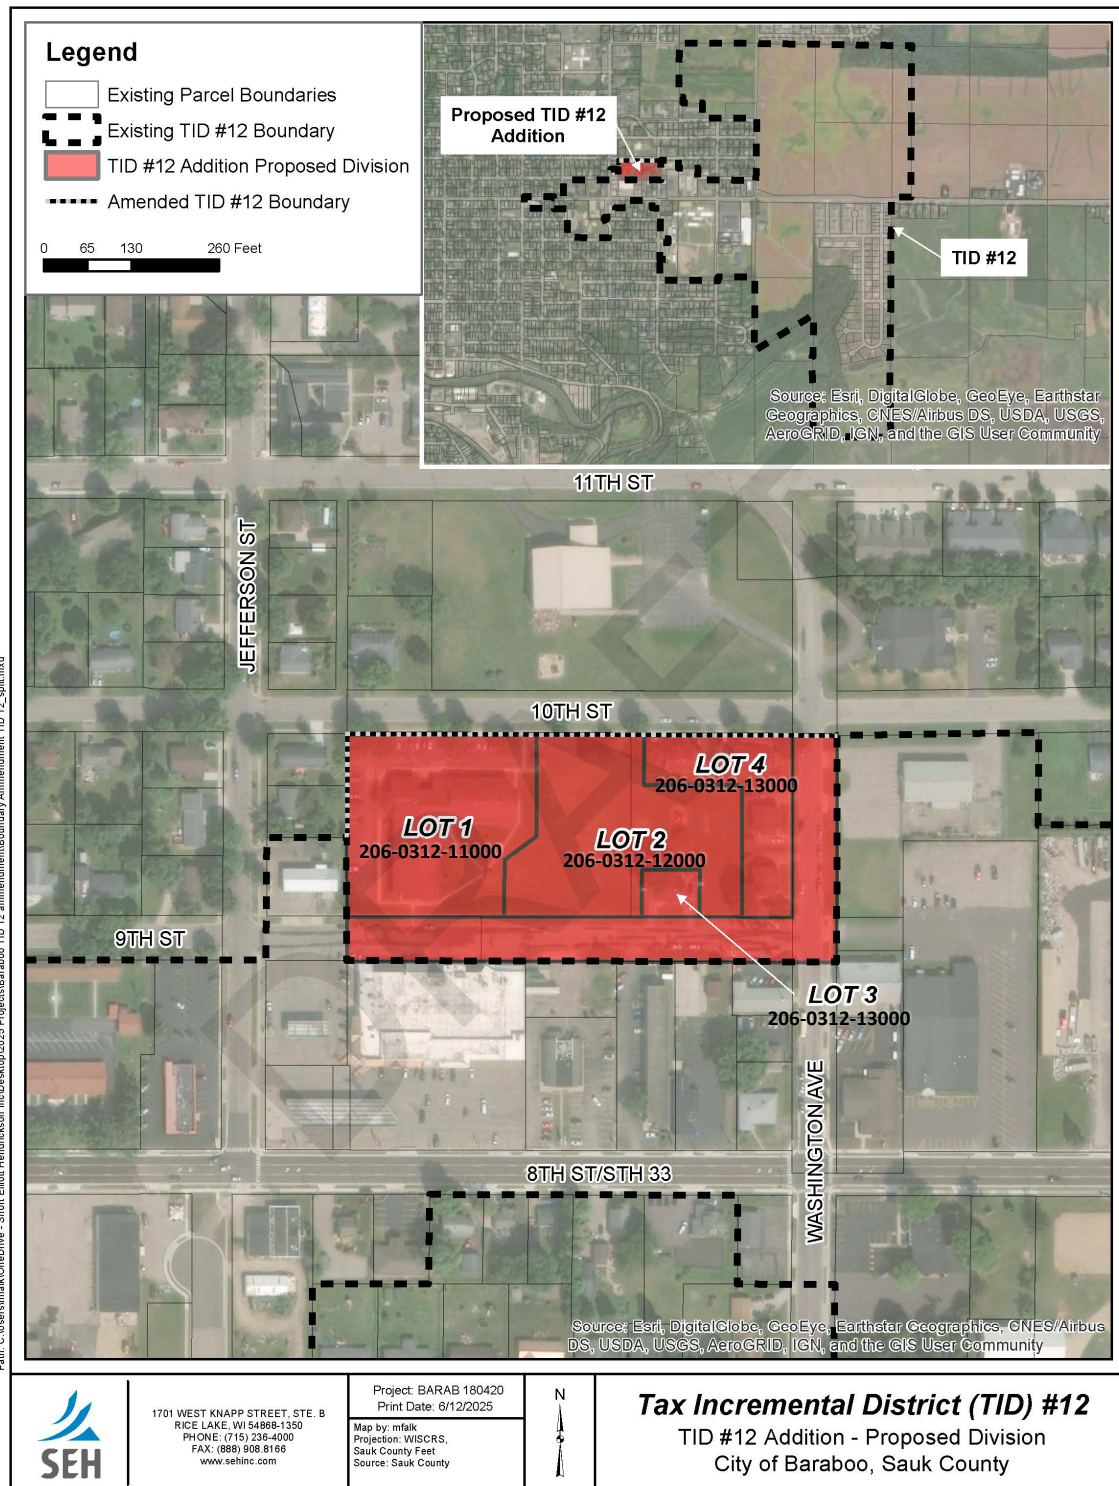 Legend
Existing Parcel Boundaries
Existing TID #12 Boundary
TID #12 Addition Proposed Division
Amended TID #12 Boundary
0 65 130 260 Feet
Proposed TID #12
Addition
TID #12
Source: Esri, DigitalGlobe, GeoEye, Earthstar
Geographics, CNES/Airbus DS, USDA, USGS,
AeroGRID, IGN, and the GIS User Community
11TH ST
JEFFERSON ST
10TH ST
LOT 4
206-0312-13000
LOT 1
206-0312-11000
LOT 2
206-0312-12000
9TH ST
LOT 3
206-0312-13000
WASHINGTON AVE
8TH ST/STH 33
DRAFT
Source: Esri, DigitalGlobe, GeoEye, Earthstar Geographics, CNES/Airbus
DS, USDA, USGS, AeroGRID, IGN, and the GIS User Community
SEH
1701 WEST KNAPP STREET, STE. B
RICE LAKE, WI 54868-1350
PHONE: (715) 236-4000
FAX: (888) 908.8166
www.sehinc.com
Project: BARAB 180420
Print Date: 6/12/2025
Map by: mfalk
Projection: WISCRS,
Sauk County Feet
Source: Sauk County
N
Tax Incremental District (TID) #12
TID #12 Addition - Proposed Division
City of Baraboo, Sauk County